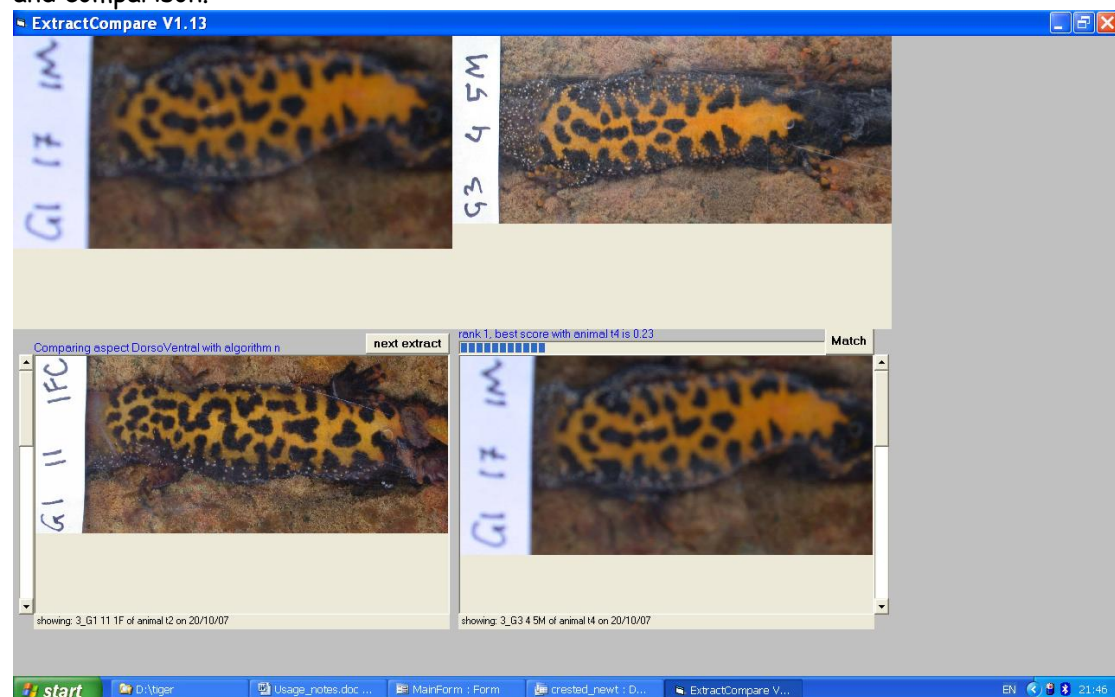 and comparison.
ExtractCompare V1.13
G1 17 1M
G3 4 5M
Comparing aspect DorsoVentral with algorithm n
next extract
rank 1, best score with animal t4 is 0.23
Match
G1 11 1FC
G1 17 1M
showing: 3_G1 11 1F of animal t2 on 20/10/07
showing: 3_G3 4 5M of animal t4 on 20/10/07
start
D:\tiger
Usage_notes.doc ...
MainForm : Form
crested_newt : D...
ExtractCompare V...
EN
21:46